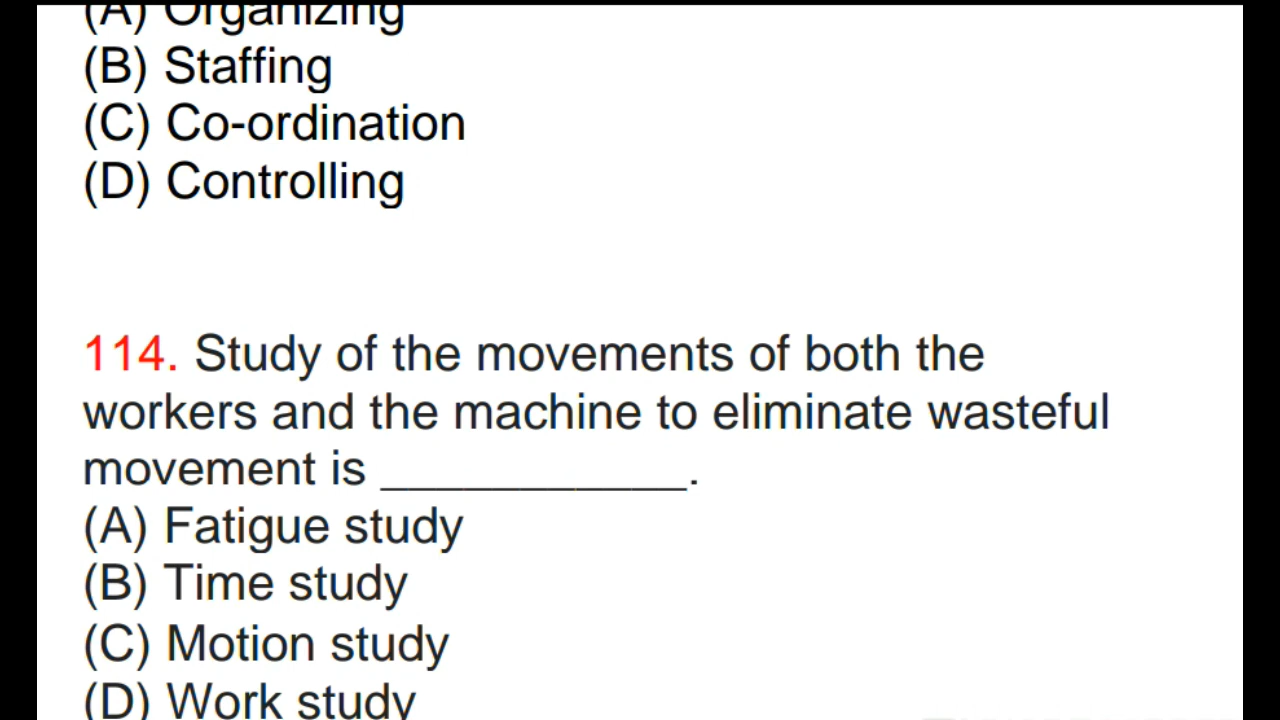 (A) Organizing
(B) Staffing
(C) Co-ordination
(D) Controlling
114. Study of the movements of both the
workers and the machine to eliminate wasteful
movement is ___________.
(A) Fatigue study
(B) Time study
(C) Motion study
(D) Work study